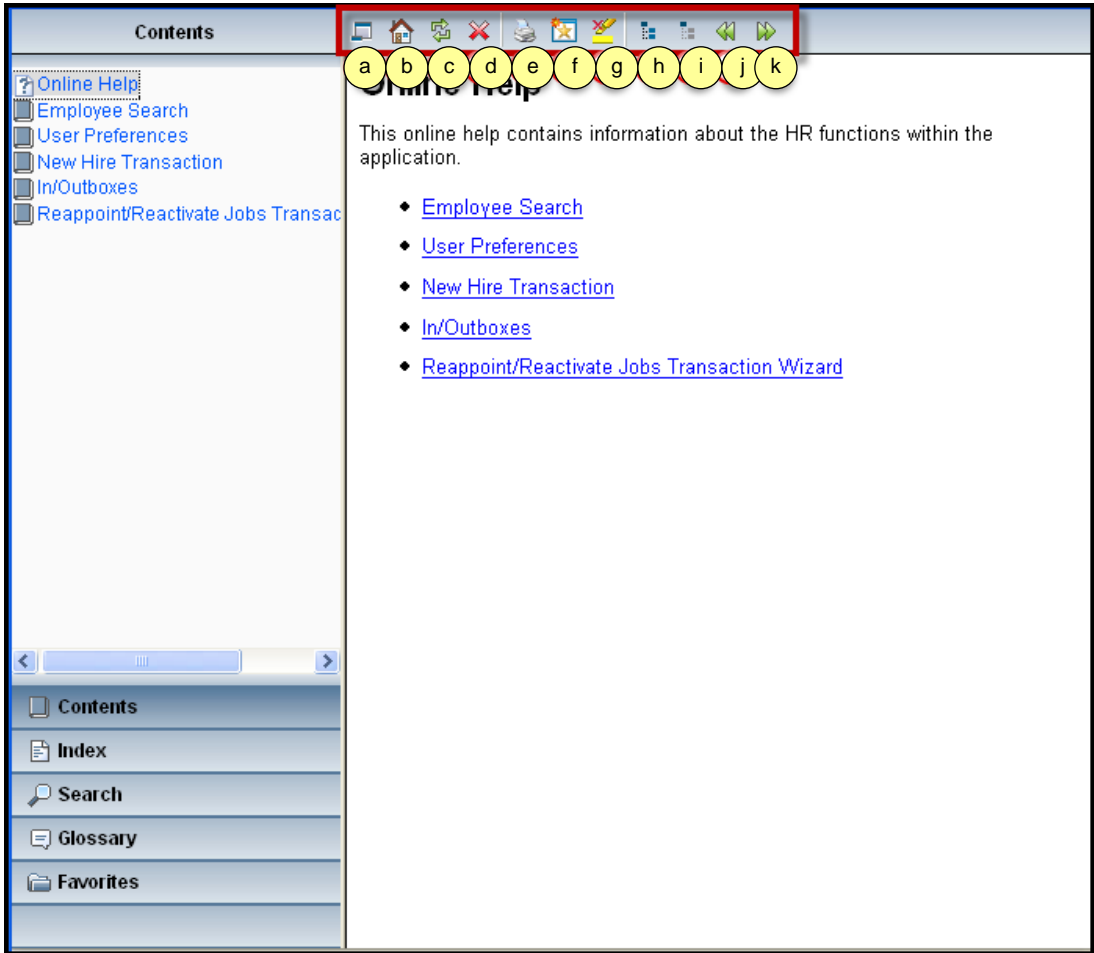 Contents
a b c d e f g h i j k
Online Help
Employee Search
User Preferences
New Hire Transaction
In/Outboxes
Reappoint/Reactivate Jobs Transac
Online Help
This online help contains information about the HR functions within the
application.
Employee Search
User Preferences
New Hire Transaction
In/Outboxes
Reappoint/Reactivate Jobs Transaction Wizard
Contents
Index
Search
Glossary
Favorites